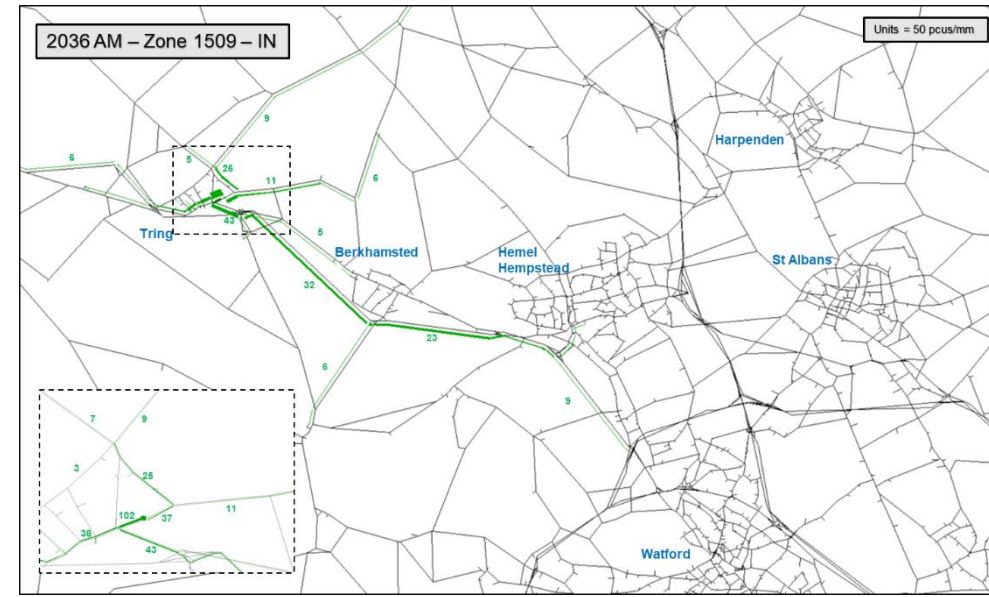 2036 AM – Zone 1509 – IN
Units = 50 pcus/mm
9
Harpenden
6
5
26
11
6
43
Tring
5
Berkhamsted
Hemel
Hempstead
St Albans
32
23
6
9
7
9
3
25
11
102
37
38
43
Watford